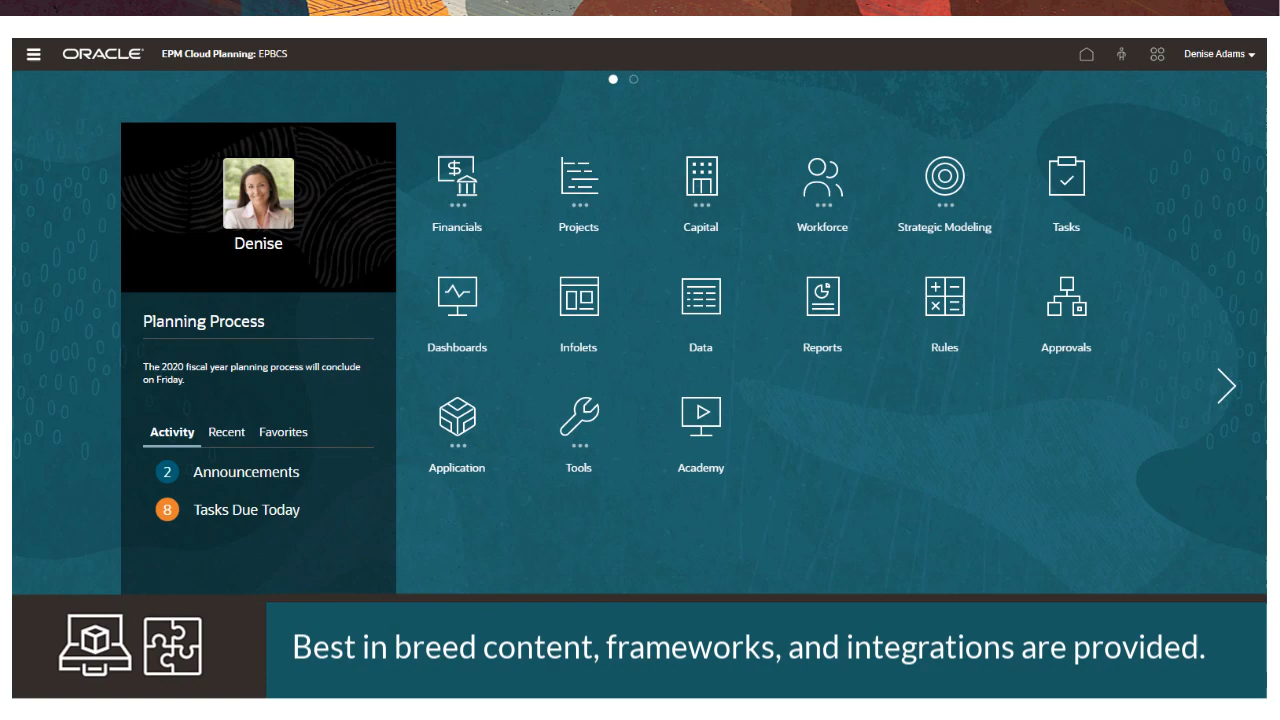 ORACLE® EPM Cloud Planning: EPBCS Denise Adams
Denise
Planning Process
The 2020 fiscal year planning process will conclude
on Friday.
Activity Recent Favorites
2 Announcements
8 Tasks Due Today
$
Financials Projects Capital Workforce Strategic Modeling Tasks
Dashboards Infolets Data Reports Rules Approvals
Application Tools Academy
Best in breed content, frameworks, and integrations are provided.